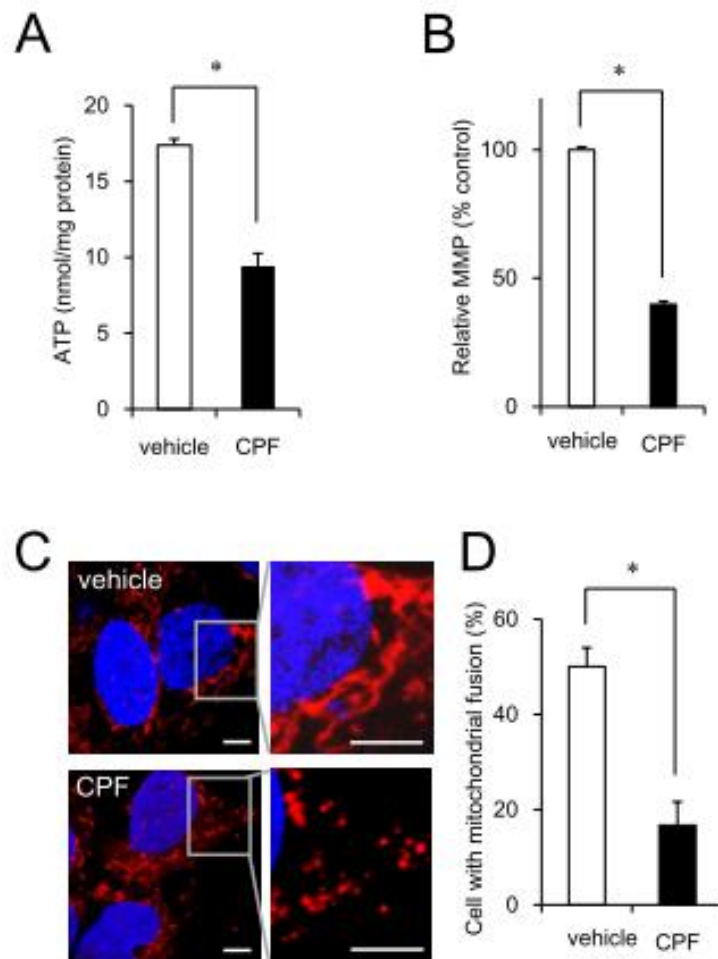 A
*
ATP (nmol/mg protein)
20
15
10
5
0
vehicle
CPF
B
*
Relative MMP (% control)
100
50
0
vehicle
CPF
C
vehicle
CPF
D
*
Cell with mitochondrial fusion (%)
60
40
20
0
vehicle
CPF